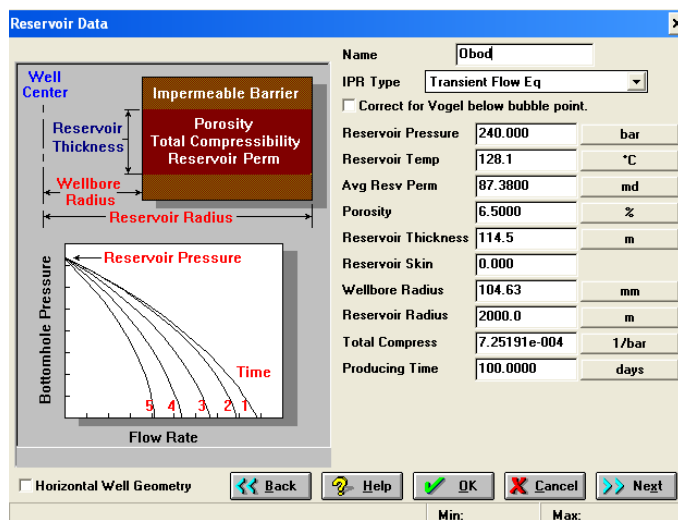 Reservoir Data
Name Obod
IPR Type Transient Flow Eq
Correct for Vogel below bubble point.
Reservoir Pressure 240.000 bar
Reservoir Temp 128.1 °C
Avg Resv Perm 87.3800 md
Porosity 6.5000 %
Reservoir Thickness 114.5 m
Reservoir Skin 0.000
Wellbore Radius 104.63 mm
Reservoir Radius 2000.0 m
Total Compress 7.25191e-004 1/bar
Producing Time 100.0000 days
Well
Center
Impermeable Barrier
Reservoir
Thickness
Porosity
Total Compressibility
Reservoir Perm
Wellbore
Radius
Reservoir Radius
Reservoir Pressure
Bottomhole Pressure
Time
5 4 3 2 1
Flow Rate
Horizontal Well Geometry
Back Help OK Cancel Next
Min: Max: